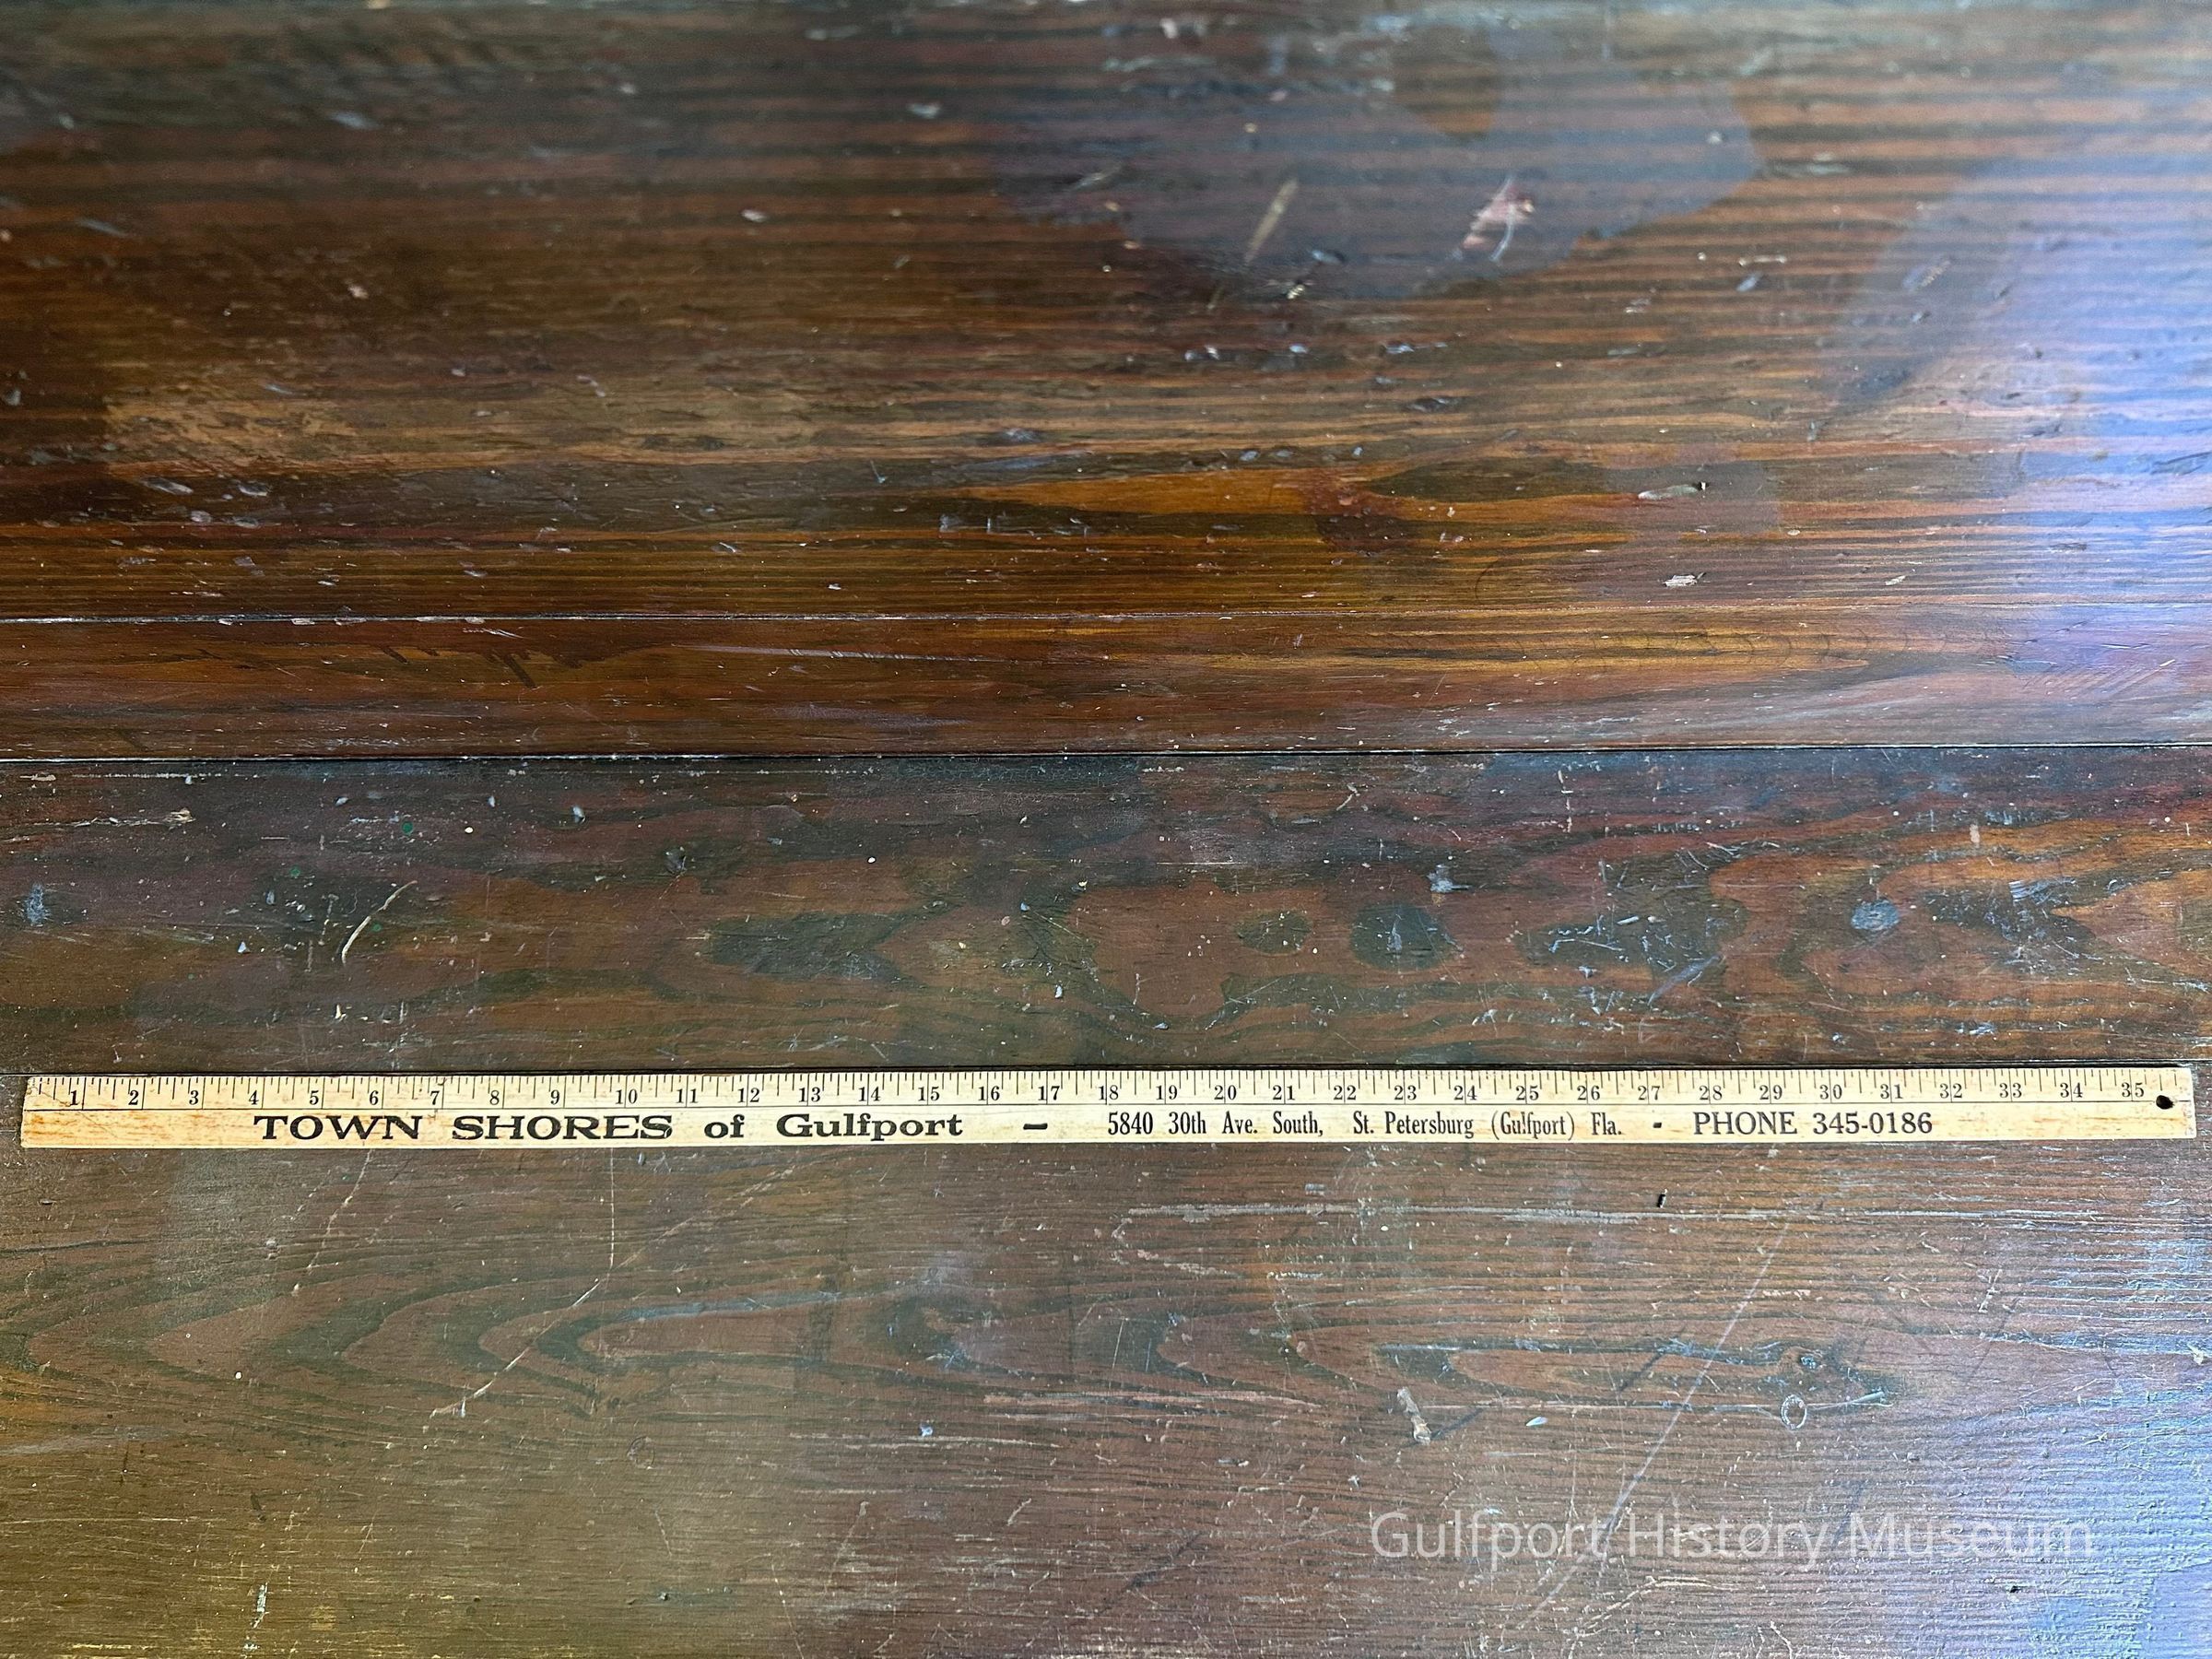 1 2 3 4 5 6 7 8 9 10 11 12 13 14 15 16 17 18 19 20 21 22 23 24 25 26 27 28 29 30 31 32 33 34 35
TOWN SHORES of Gulfport - 5840 30th Ave. South, St. Petersburg (Gulfport) Fla. - PHONE 345-0186
Gulfport History Museum